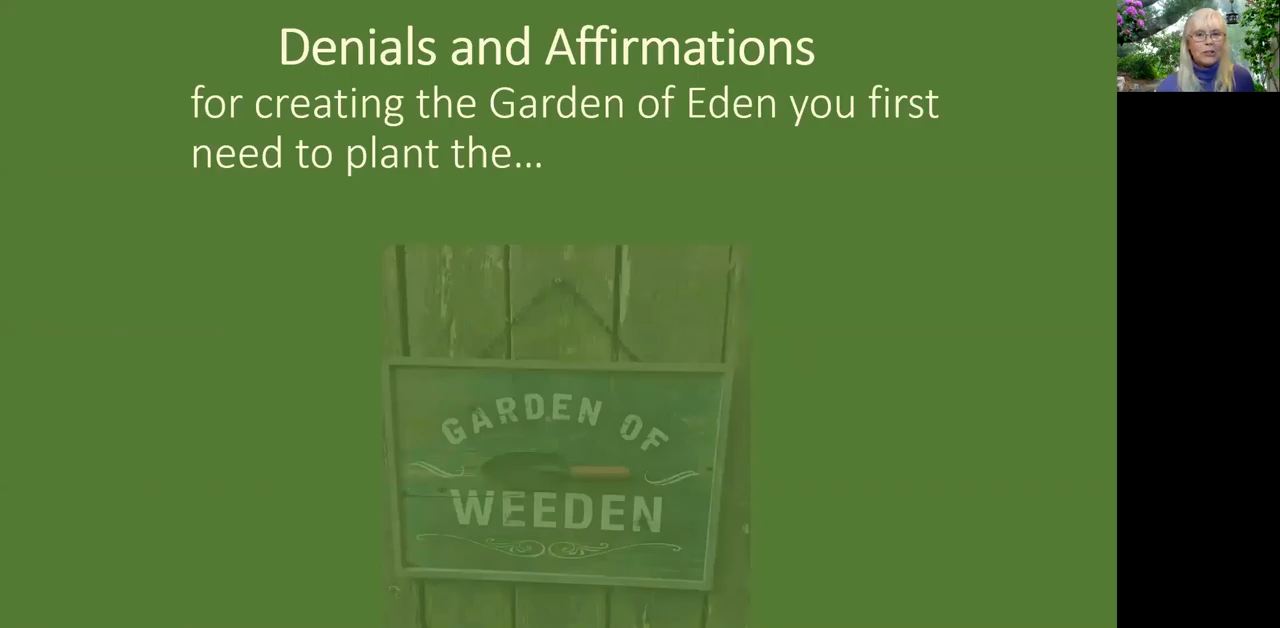 Denials and Affirmations
for creating the Garden of Eden you first
need to plant the...
GARDEN OF
WEEDEN